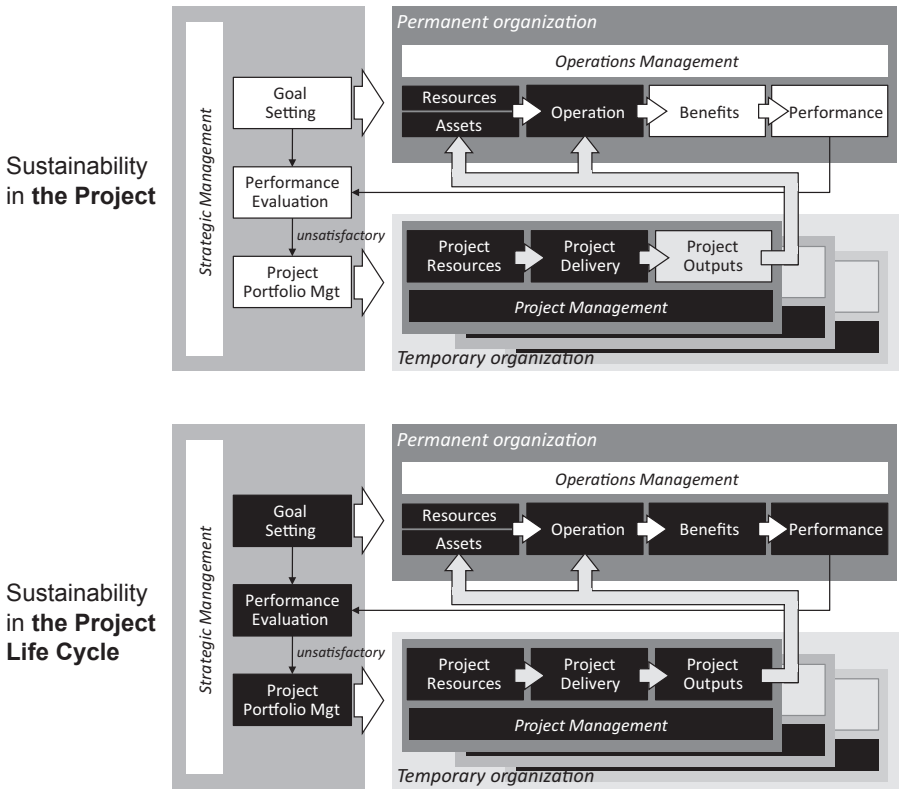 Sustainability
in the Project
Strategic Management
Goal
Setting
Performance
Evaluation
unsatisfactory
Project
Portfolio Mgt
Permanent organization
Operations Management
Resources
Assets
Operation
Benefits
Performance
Project
Resources
Project
Delivery
Project
Outputs
Project Management
Temporary organization
Sustainability
in the Project
Life Cycle
Strategic Management
Goal
Setting
Performance
Evaluation
unsatisfactory
Project
Portfolio Mgt
Permanent organization
Operations Management
Resources
Assets
Operation
Benefits
Performance
Project
Resources
Project
Delivery
Project
Outputs
Project Management
Temporary organization